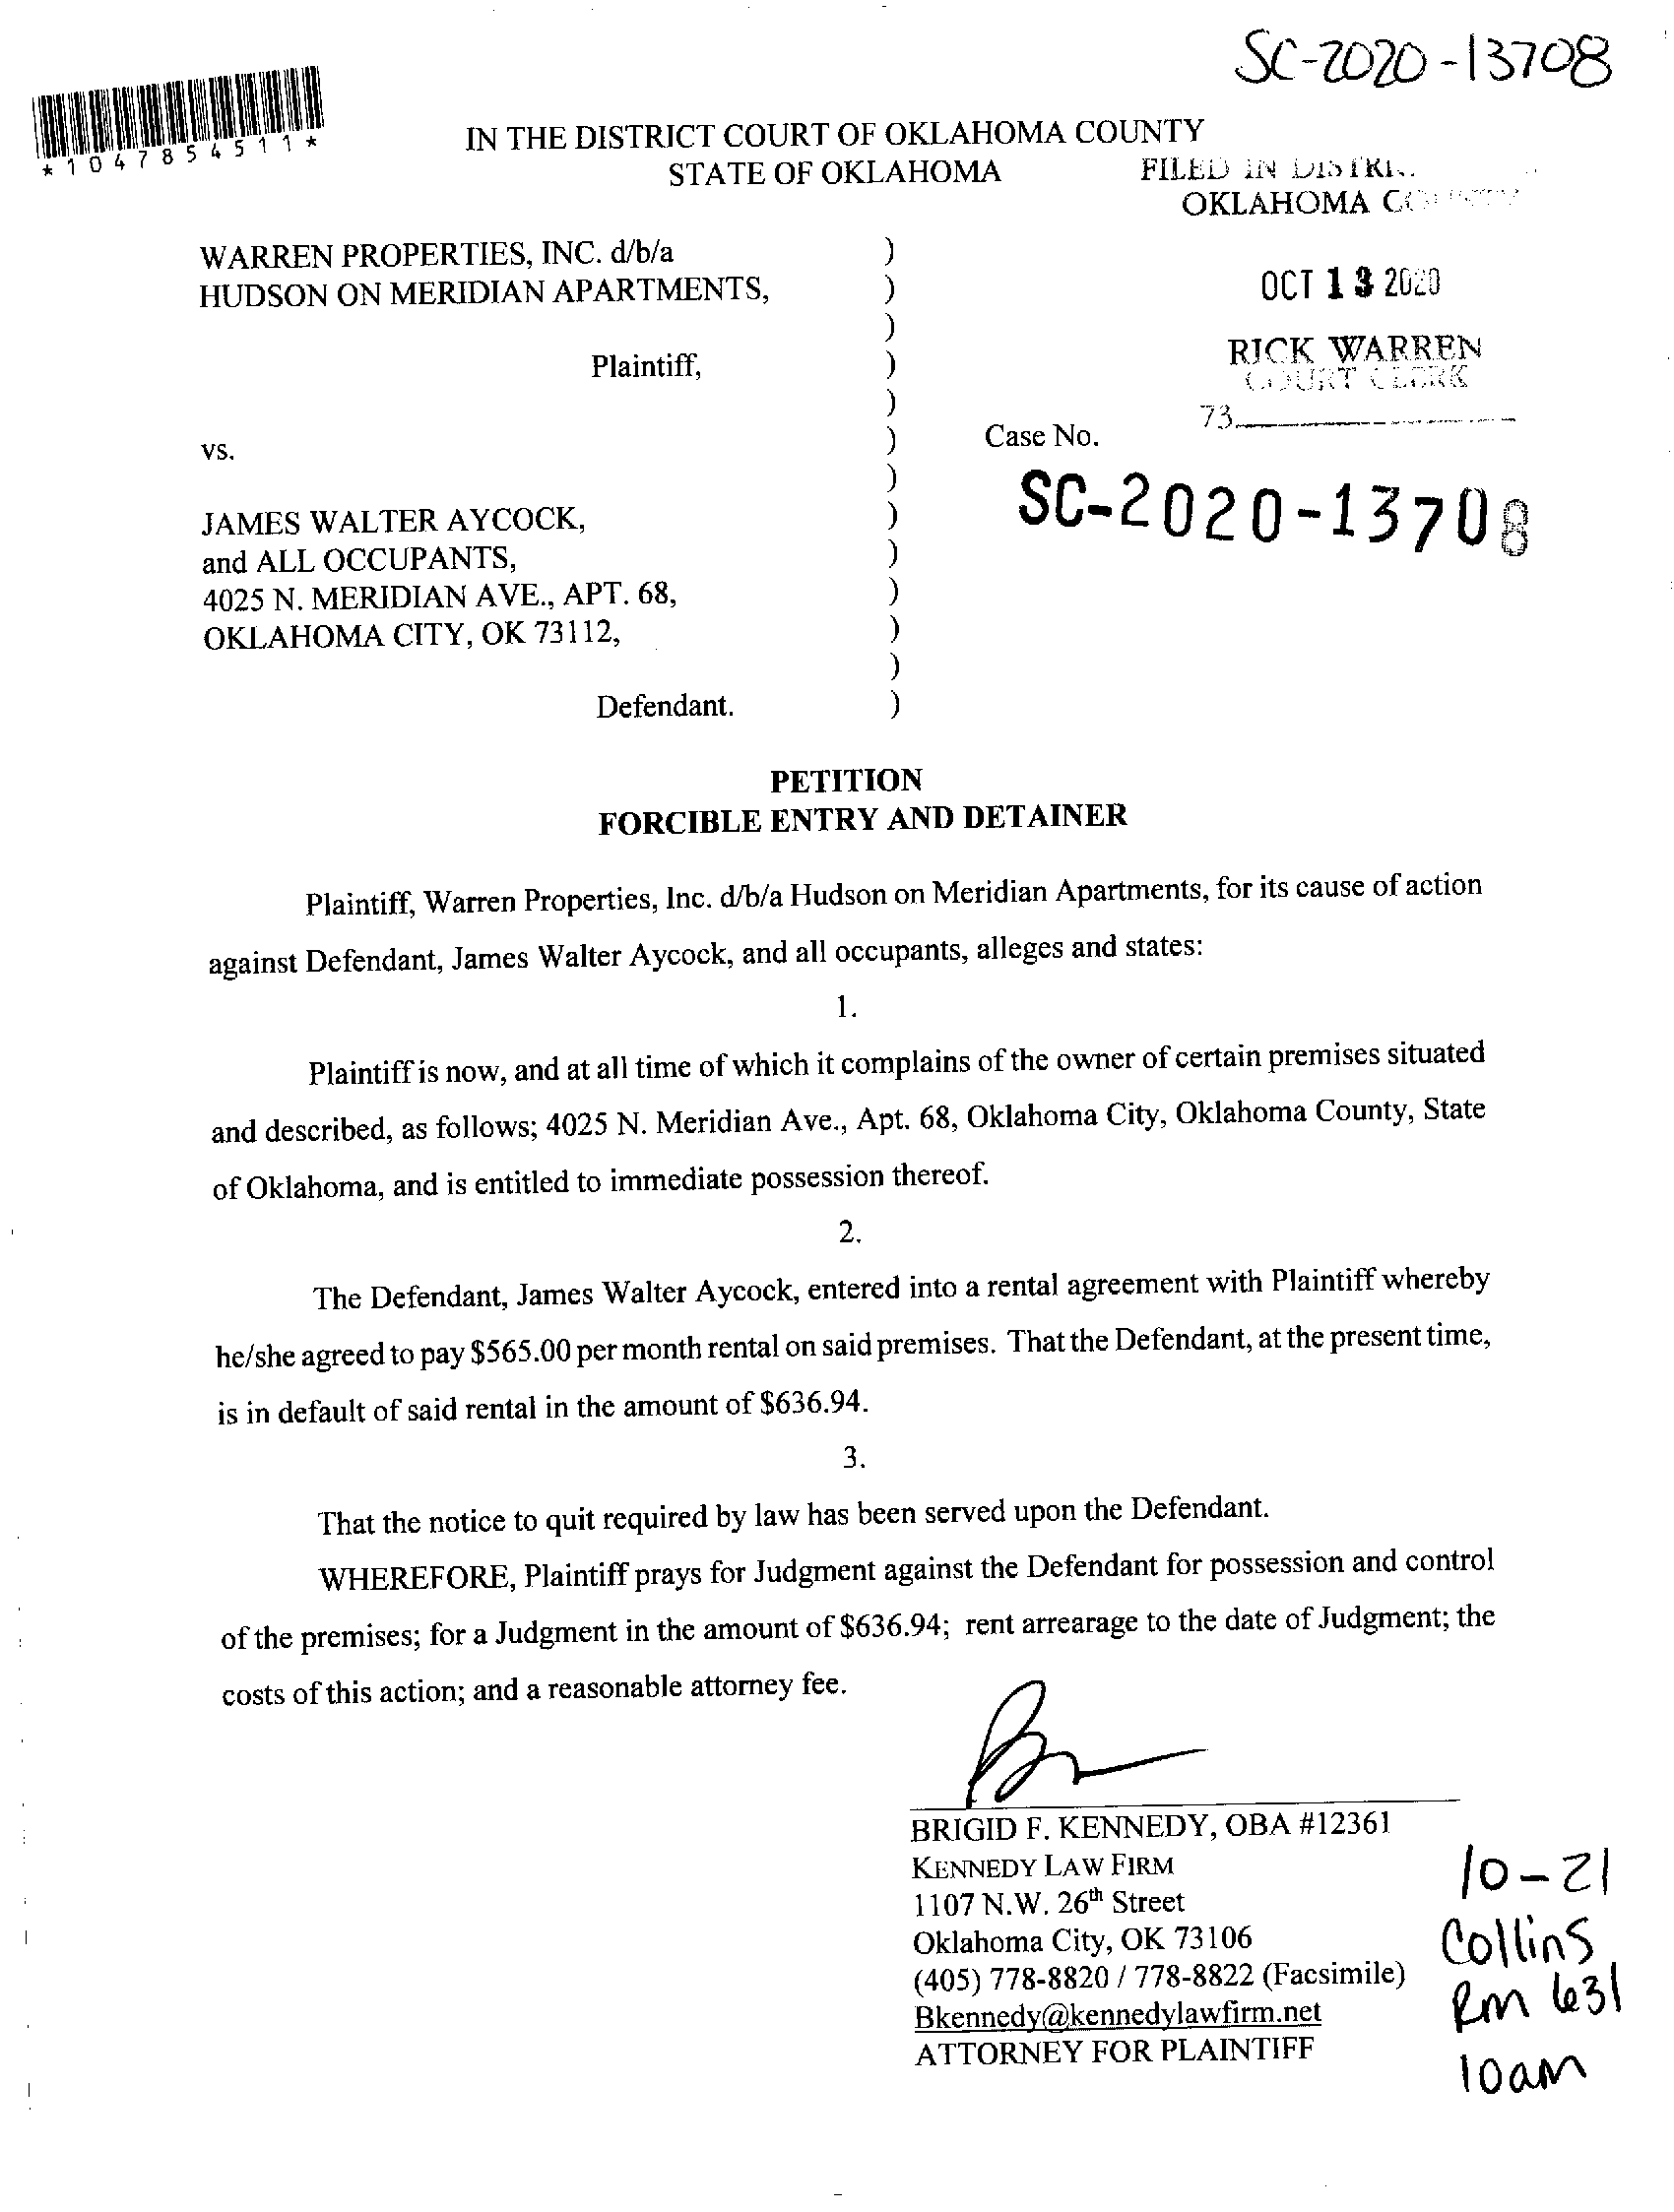 SC-2020-13708
*1047854511*
IN THE DISTRICT COURT OF OKLAHOMA COUNTY
STATE OF OKLAHOMA
FILED IN
OKLAHOMA COUNTY
WARREN PROPERTIES, INC. d/b/a )
HUDSON ON MERIDIAN APARTMENTS, )
OCT 13 2020
)
Plaintiff, )
RICK WARREN
COURT CLERK
)
73
vs. )
Case No.
)
SC-2020-13708
JAMES WALTER AYCOCK, )
and ALL OCCUPANTS, )
4025 N. MERIDIAN AVE., APT. 68, )
OKLAHOMA CITY, OK 73112, )
)
Defendant. )
PETITION
FORCIBLE ENTRY AND DETAINER
Plaintiff, Warren Properties, Inc. d/b/a Hudson on Meridian Apartments, for its cause of action
against Defendant, James Walter Aycock, and all occupants, alleges and states:
1.
Plaintiff is now, and at all time of which it complains of the owner of certain premises situated
and described, as follows; 4025 N. Meridian Ave., Apt. 68, Oklahoma City, Oklahoma County, State
of Oklahoma, and is entitled to immediate possession thereof.
2.
The Defendant, James Walter Aycock, entered into a rental agreement with Plaintiff whereby
he/she agreed to pay $565.00 per month rental on said premises. That the Defendant, at the present time,
is in default of said rental in the amount of $636.94.
3.
That the notice to quit required by law has been served upon the Defendant.
WHEREFORE, Plaintiff prays for Judgment against the Defendant for possession and control
of the premises; for a Judgment in the amount of $636.94; rent arrearage to the date of Judgment; the
costs of this action; and a reasonable attorney fee.
BRIGID F. KENNEDY, OBA #12361
KENNEDY LAW FIRM
1107 N.W. 26th Street
Oklahoma City, OK 73106
(405) 778-8820 / 778-8822 (Facsimile)
Bkennedy@kennedylawfirm.net
ATTORNEY FOR PLAINTIFF
10-21
Collins
Rm 631
10am